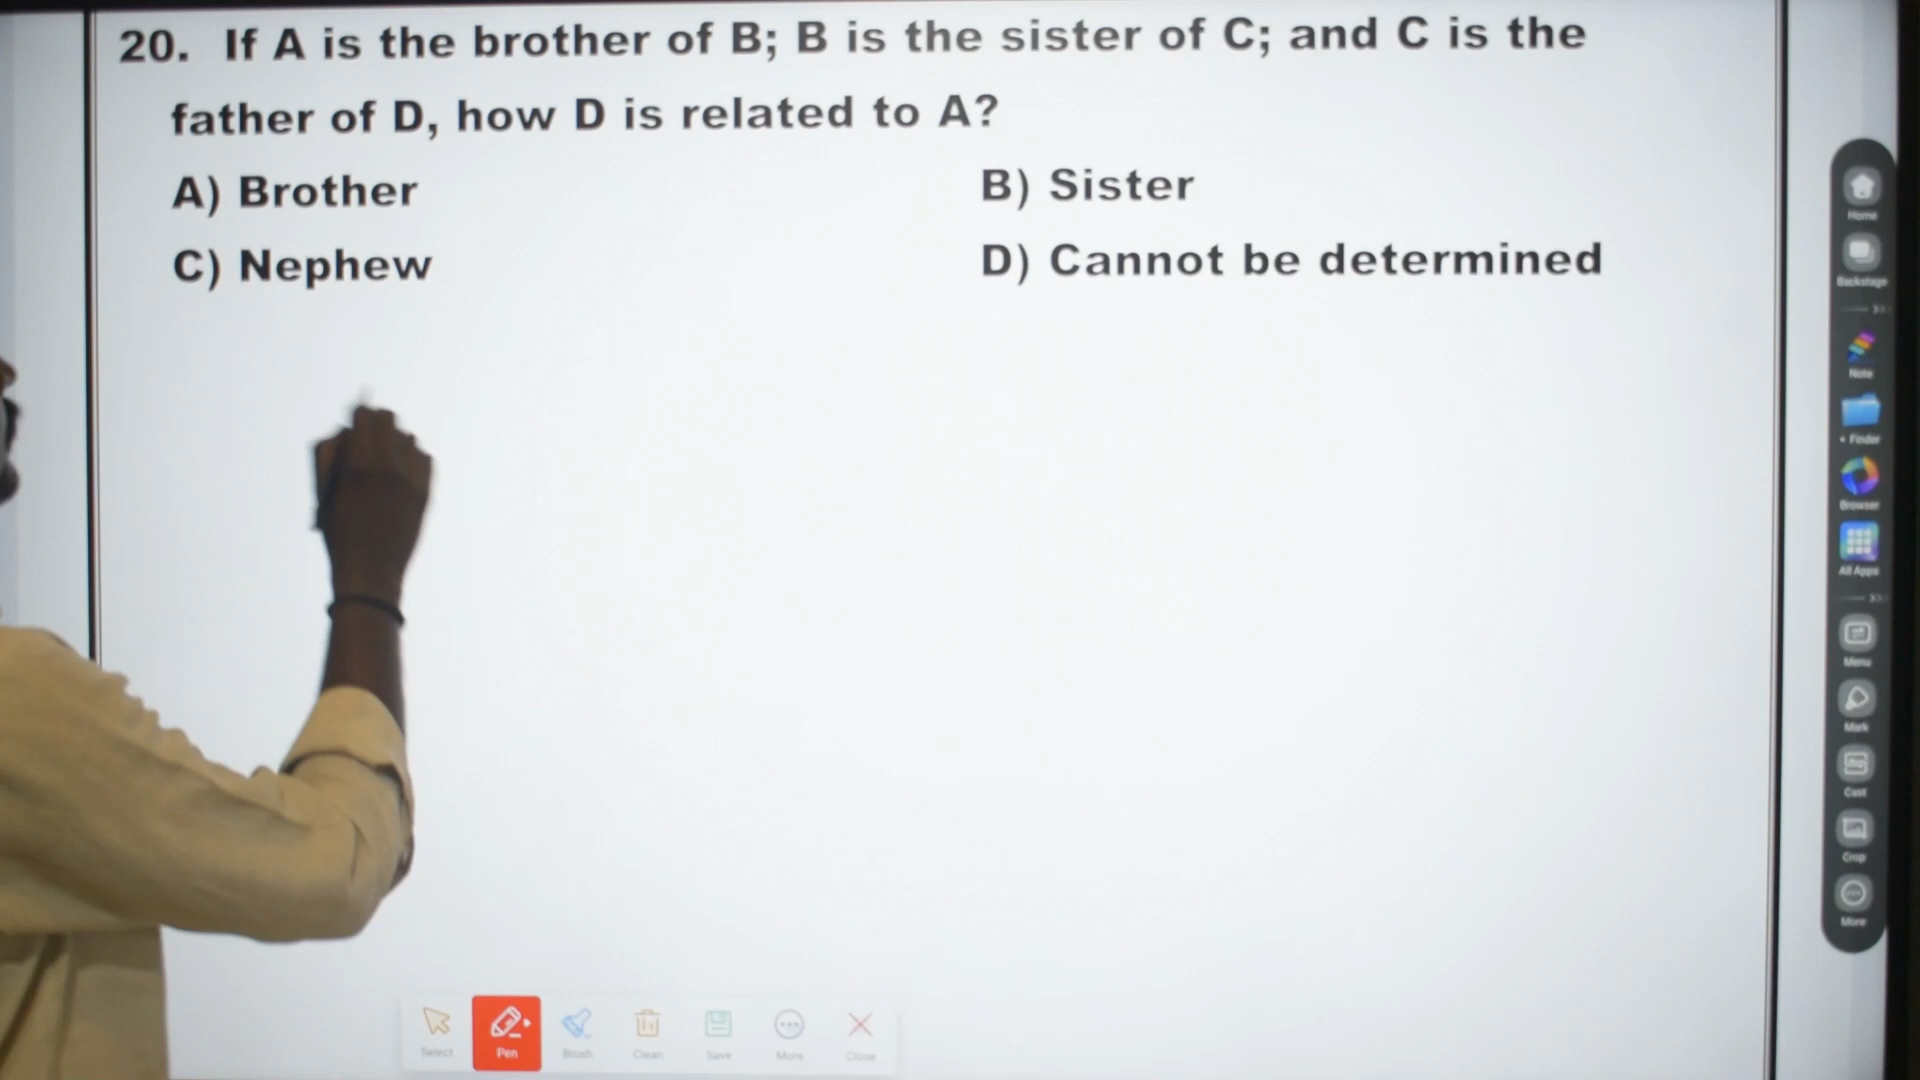 20. If A is the brother of B; B is the sister of C; and C is the
father of D, how D is related to A?
A) Brother
B) Sister
C) Nephew
D) Cannot be determined
Home
Backstage
Note
Finder
Browser
All Apps
Menu
Mark
Cast
Crop
More
Select
Pen
Brush
Clean
Save
More
Close